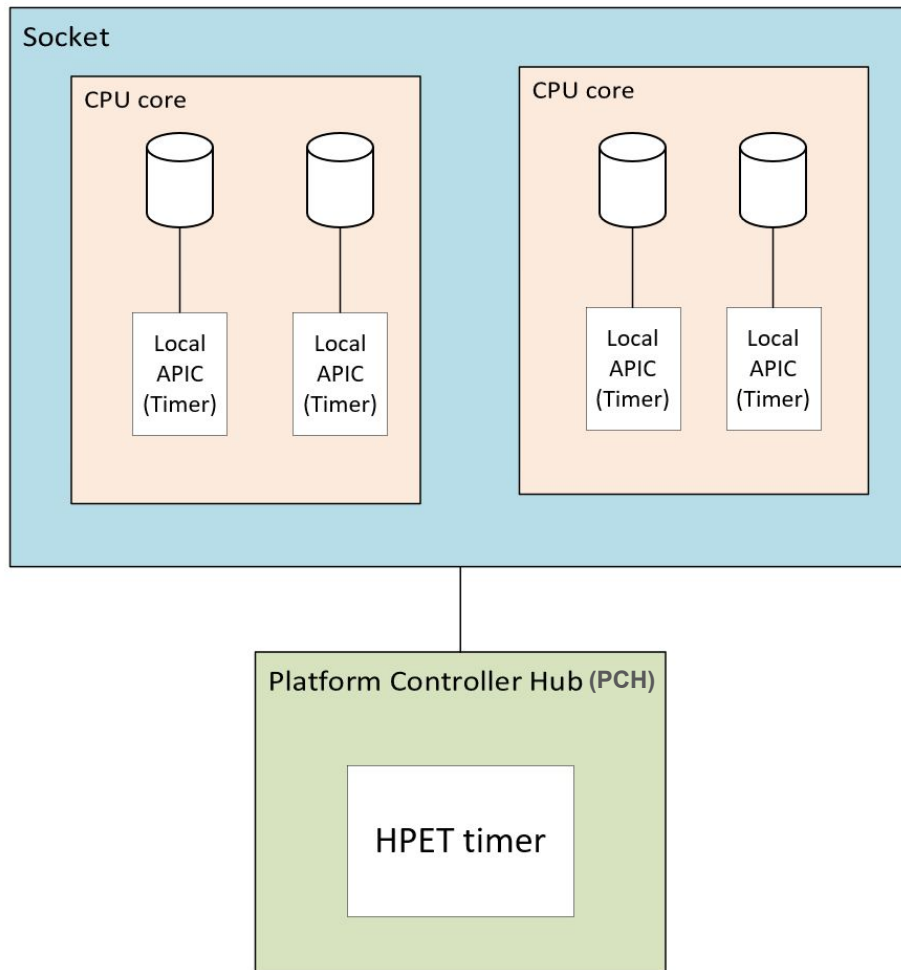 Socket
CPU core
CPU core
Local
APIC
(Timer)
Local
APIC
(Timer)
Local
APIC
(Timer)
Local
APIC
(Timer)
Platform Controller Hub (PCH)
HPET timer